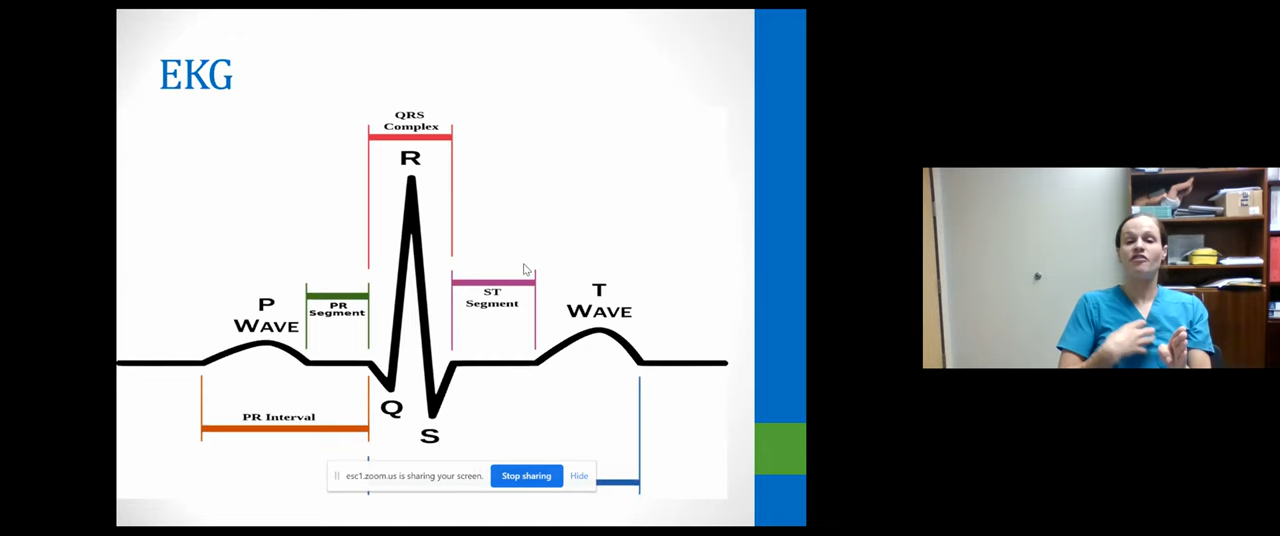 EKG
QRS
Complex
R
P
WAVE
PR
Segment
ST
Segment
T
WAVE
Q
S
PR Interval
esc1.zoom.us is sharing your screen.
Stop sharing
Hide